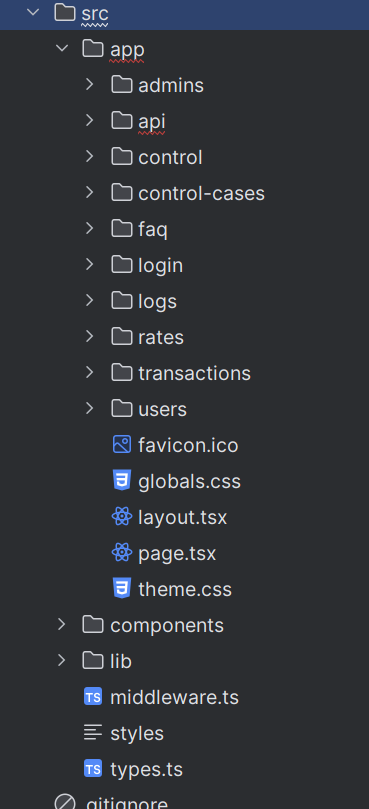 src
app
admins
api
control
control-cases
faq
login
logs
rates
transactions
users
favicon.ico
globals.css
layout.tsx
page.tsx
theme.css
components
lib
TS middleware.ts
styles
TS types.ts
.gitignore